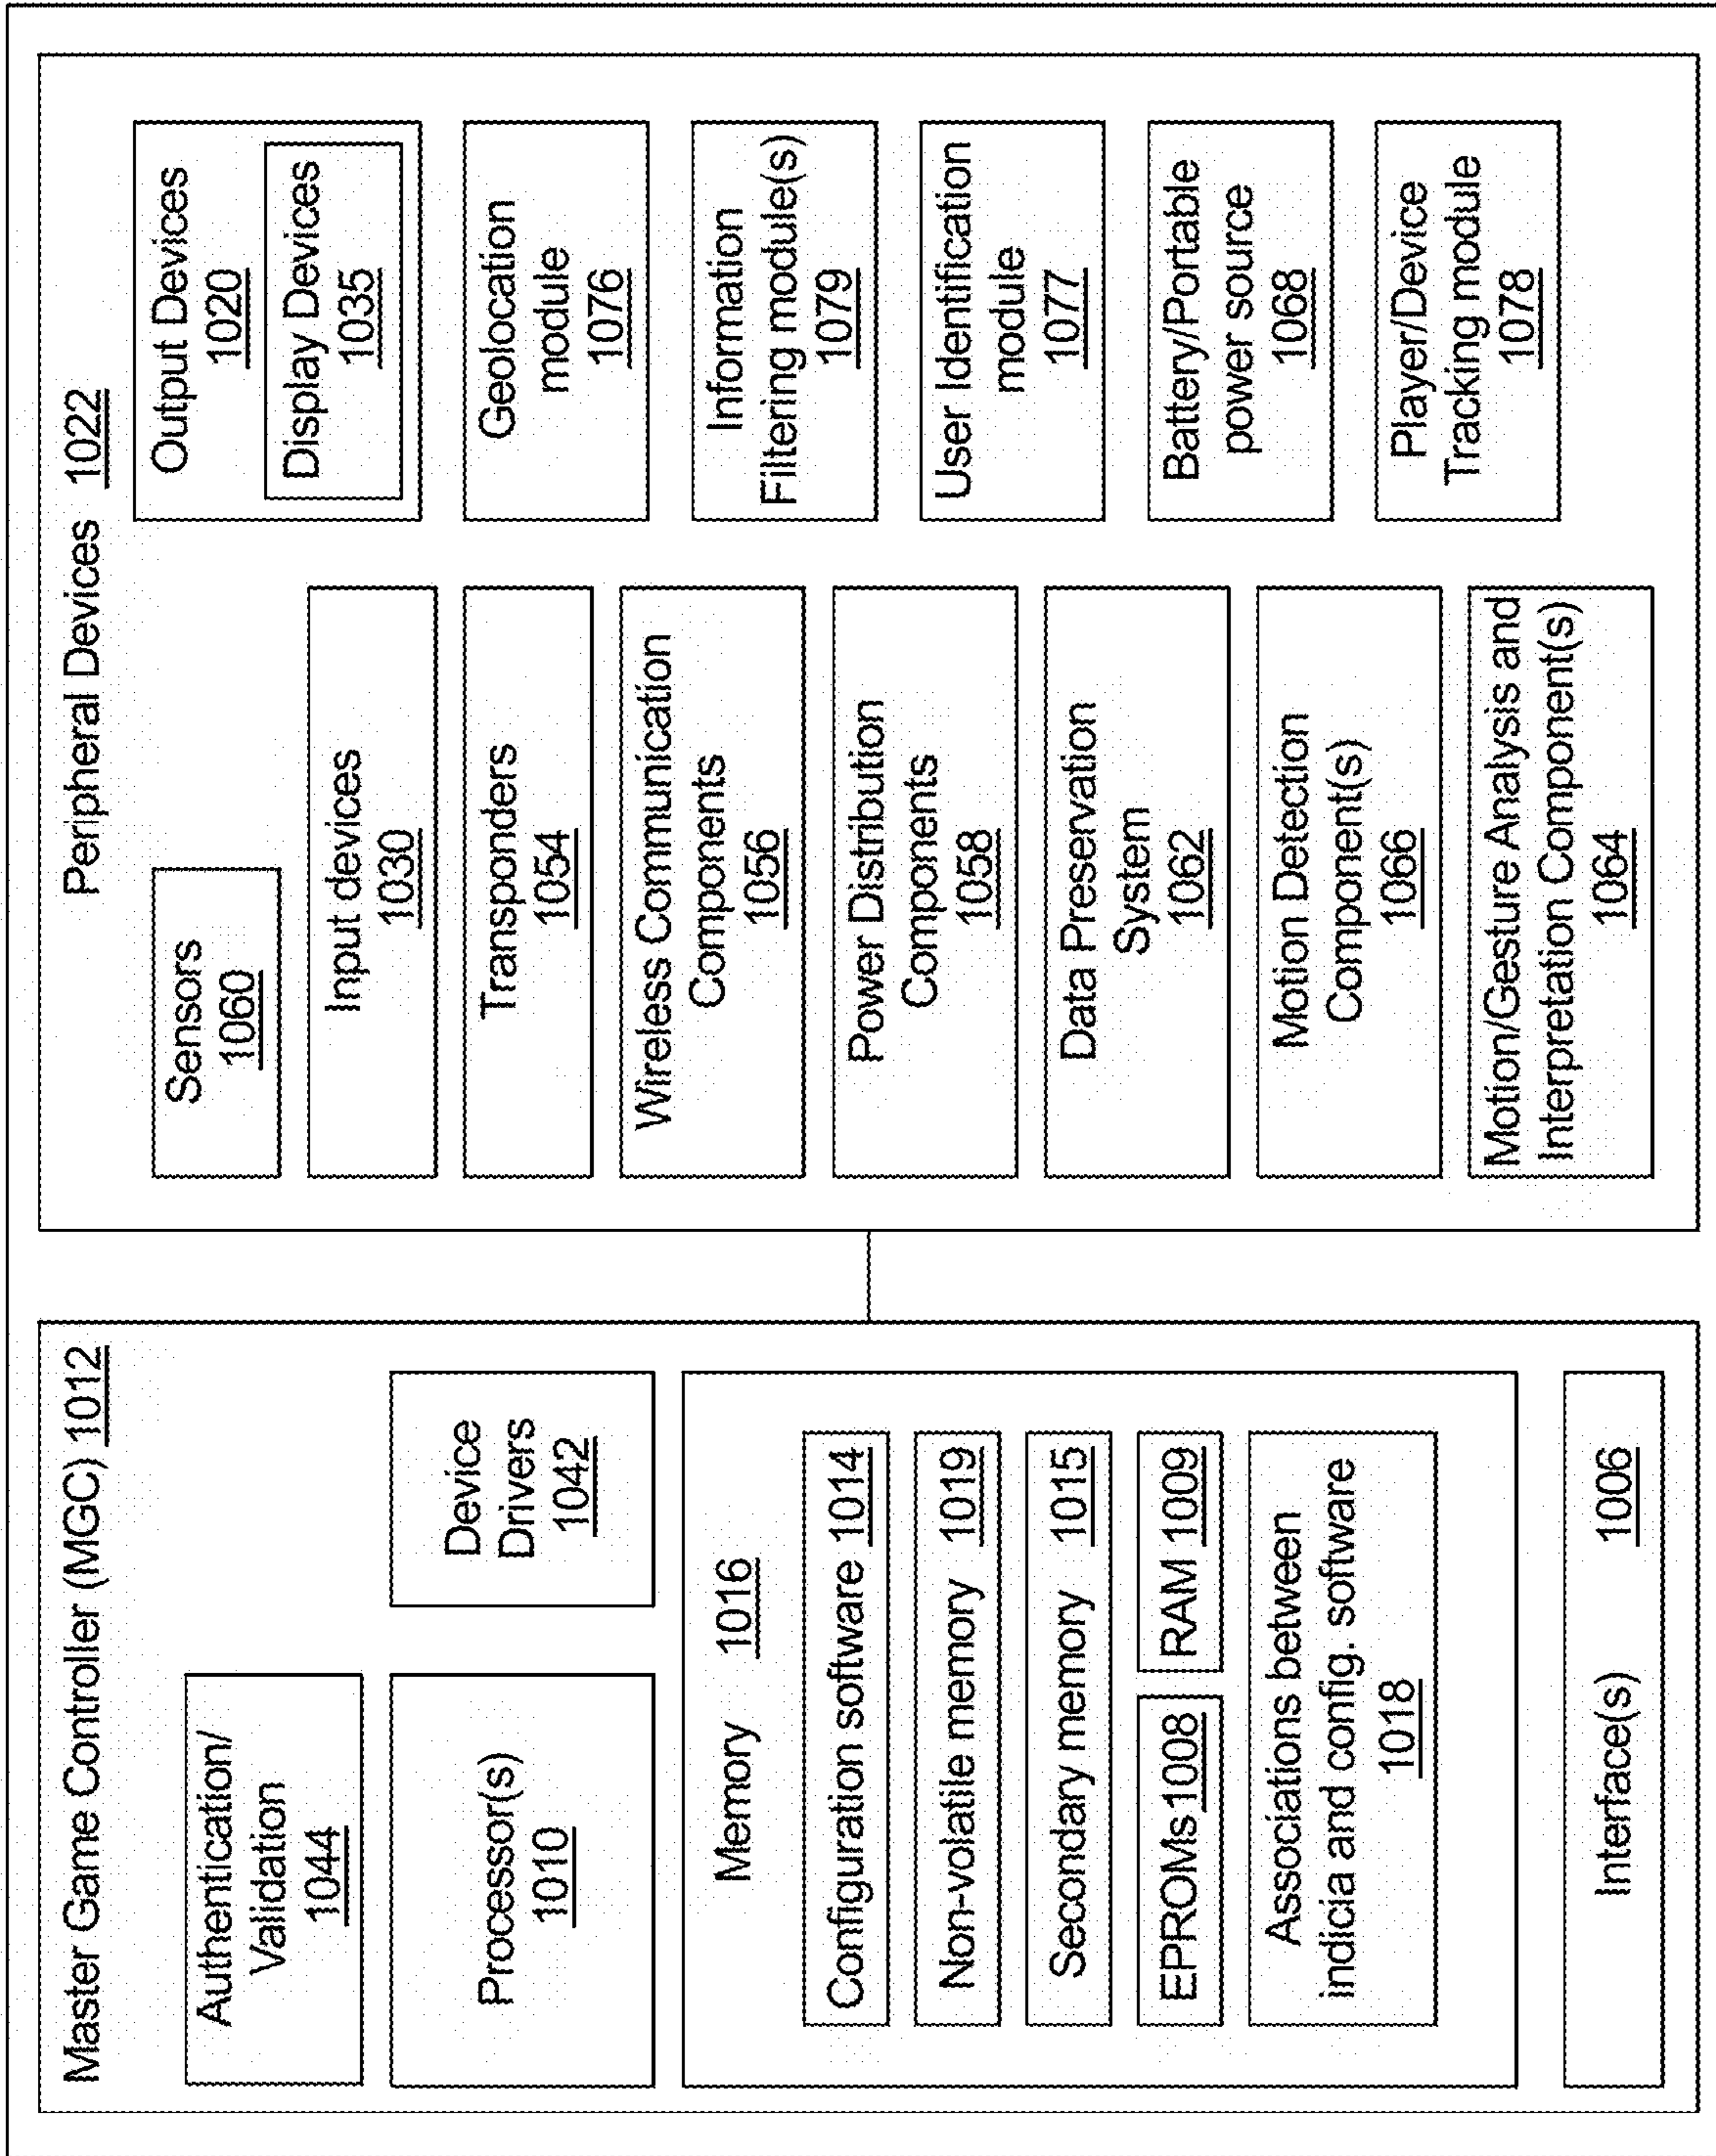 Master Game Controller (MGC) 1012
Authentication/
Validation
1044
Processor(s)
1010
Device
Drivers
1042
Memory 1016
Configuration software 1014
Non-volatile memory 1019
Secondary memory 1015
EPROMs 1008
RAM 1009
Associations between
indicia and config. software
1018
Interface(s) 1006
Peripheral Devices 1022
Sensors
1060
Input devices
1030
Transponders
1054
Wireless Communication
Components
1056
Power Distribution
Components
1058
Data Preservation
System
1062
Motion Detection
Component(s)
1066
Motion/Gesture Analysis and
Interpretation Component(s)
1064
Output Devices
1020
Display Devices
1035
Geolocation
module
1076
Information
Filtering module(s)
1079
User Identification
module
1077
Battery/Portable
power source
1068
Player/Device
Tracking module
1078